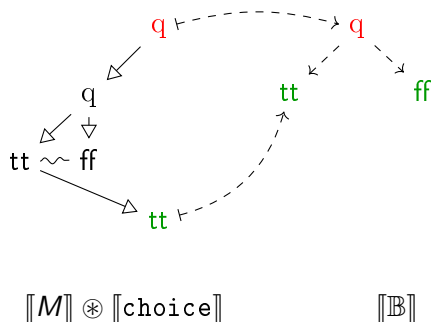 q q
q tt ff
tt ff
tt
⟦M⟧ ⊛ ⟦choice⟧ ⟦𝔹⟧